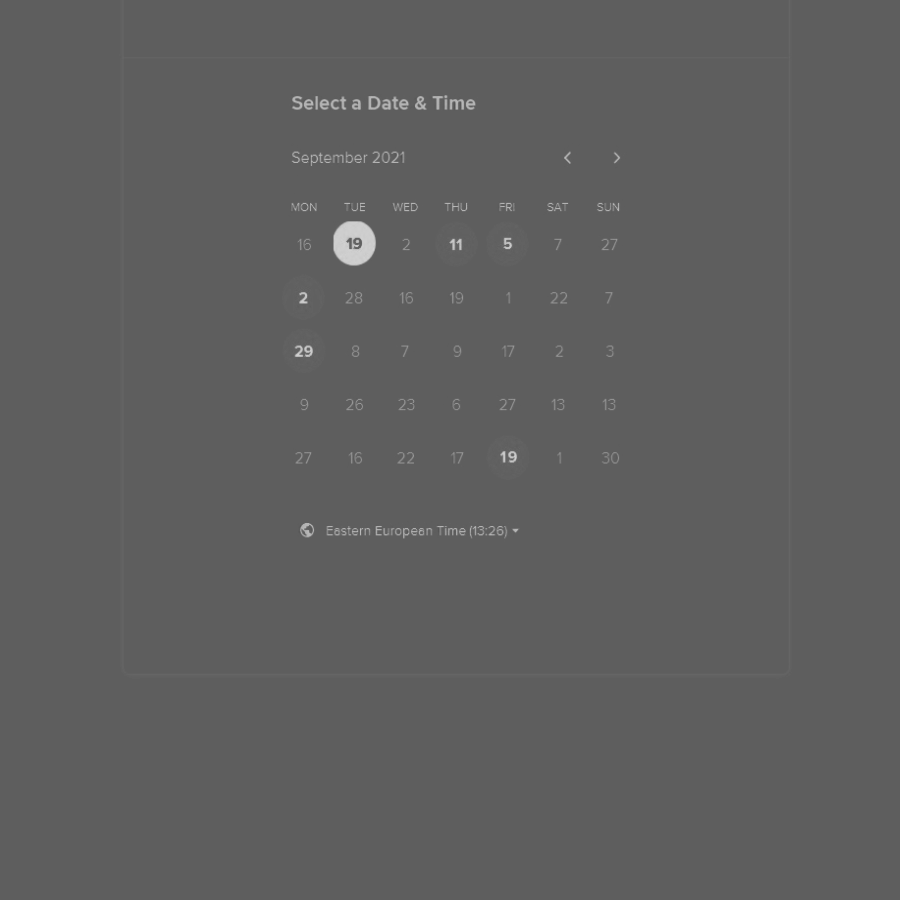 Select a Date & Time
September 2021
MON TUE WED THU FRI SAT SUN
16 19 2 11 5 7 27
2 28 16 19 1 22 7
29 8 7 9 17 2 3
9 26 23 6 27 13 13
27 16 22 17 19 1 30
Eastern European Time (13:26)